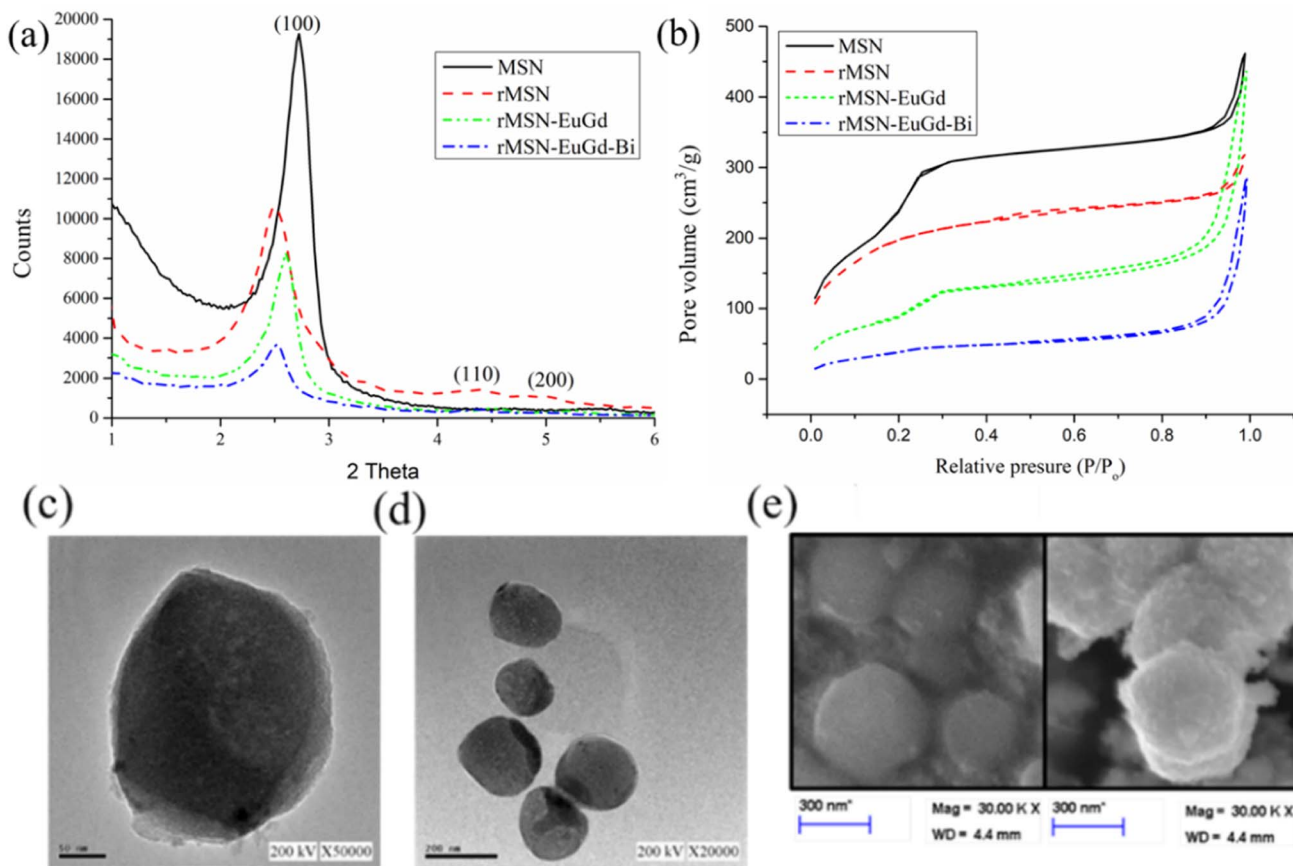 (a)
(100)
20000
18000
16000
14000
12000
10000
8000
6000
4000
2000
0
Counts
MSN
rMSN
rMSN-EuGd
rMSN-EuGd-Bi
(110)
(200)
1
2
3
4
5
6
2 Theta
(b)
500
400
300
200
100
0
Pore volume (cm³/g)
MSN
rMSN
rMSN-EuGd
rMSN-EuGd-Bi
0.0
0.2
0.4
0.6
0.8
1.0
Relative presure (P/Pₒ)
(c)
50 nm
200 kV X50000
(d)
200 nm
200 kV X20000
(e)
300 nm*
Mag = 30.00 K X
WD = 4.4 mm
300 nm*
Mag = 30.00 K X
WD = 4.4 mm